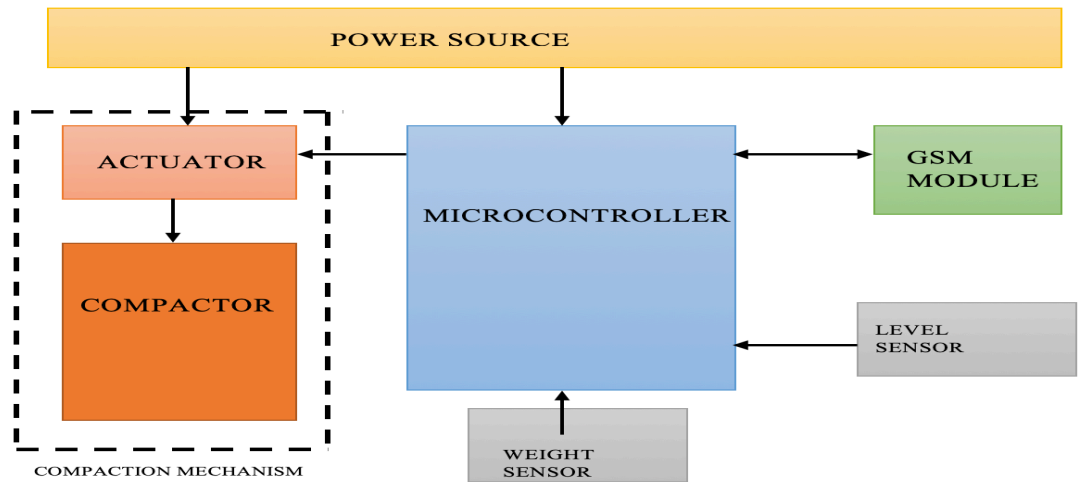 POWER SOURCE
ACTUATOR
GSM
MODULE
MICROCONTROLLER
COMPACTOR
LEVEL
SENSOR
WEIGHT
SENSOR
COMPACTION MECHANISM